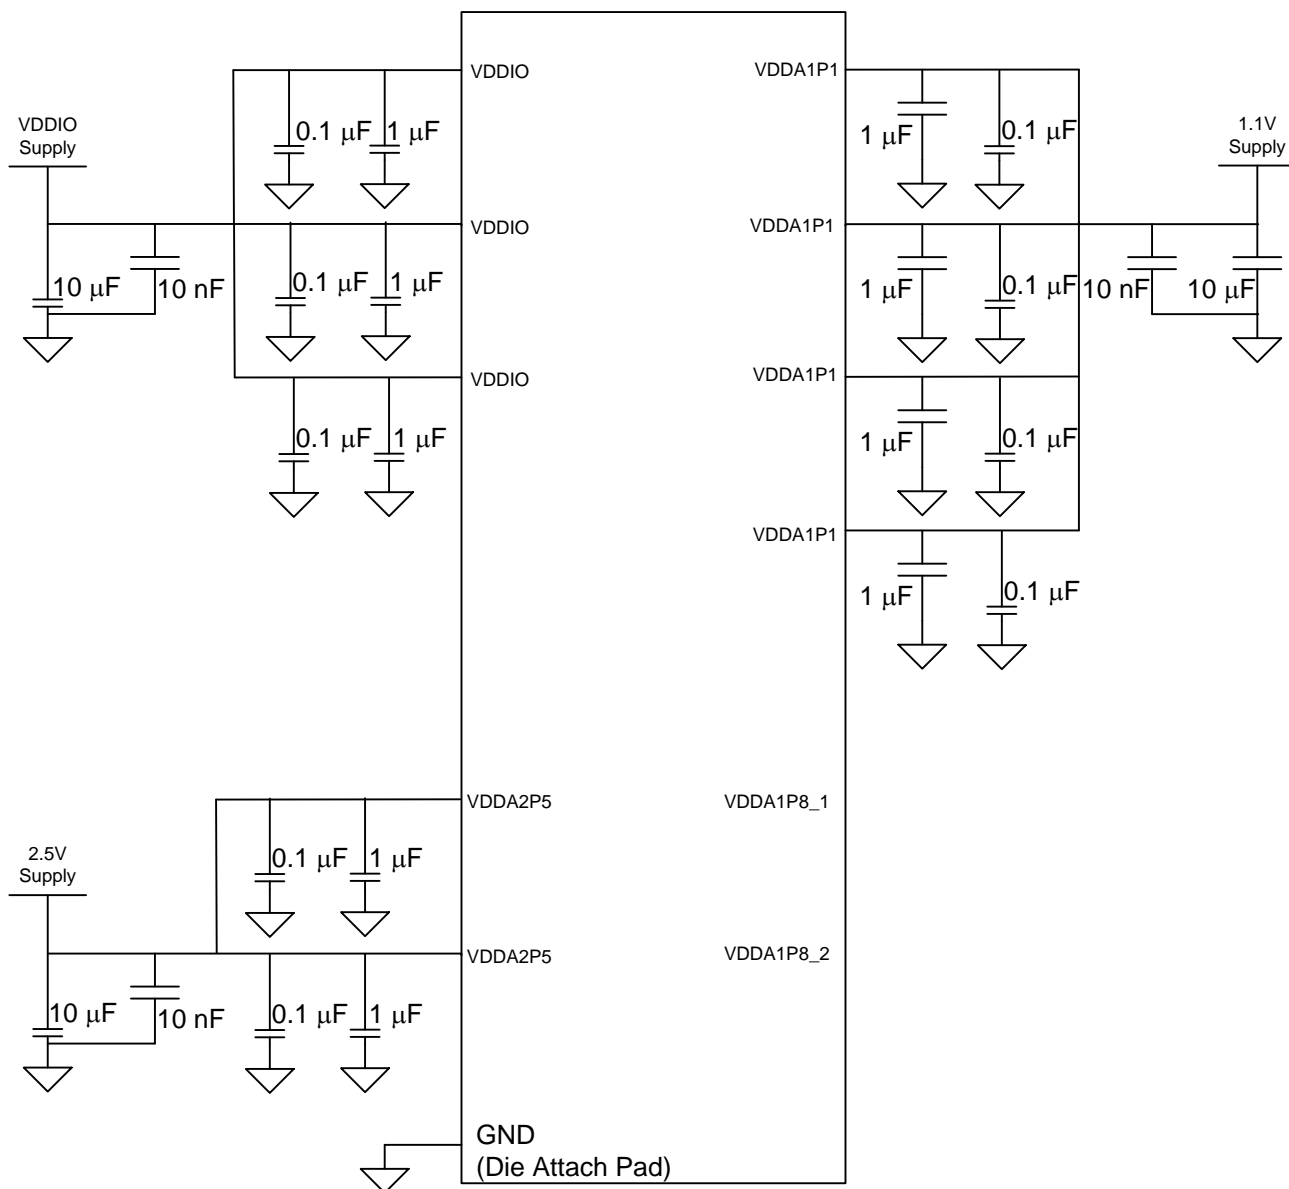 VDDIO
VDDA1P1
VDDIO
Supply
0.1 μF
1 μF
1 μF
0.1 μF
1.1V
Supply
VDDIO
VDDA1P1
10 μF
10 nF
0.1 μF
1 μF
1 μF
0.1 μF
10 nF
10 μF
VDDIO
VDDA1P1
0.1 μF
1 μF
1 μF
0.1 μF
VDDA1P1
1 μF
0.1 μF
VDDA2P5
VDDA1P8_1
2.5V
Supply
0.1 μF
1 μF
VDDA2P5
VDDA1P8_2
10 μF
10 nF
0.1 μF
1 μF
GND
(Die Attach Pad)